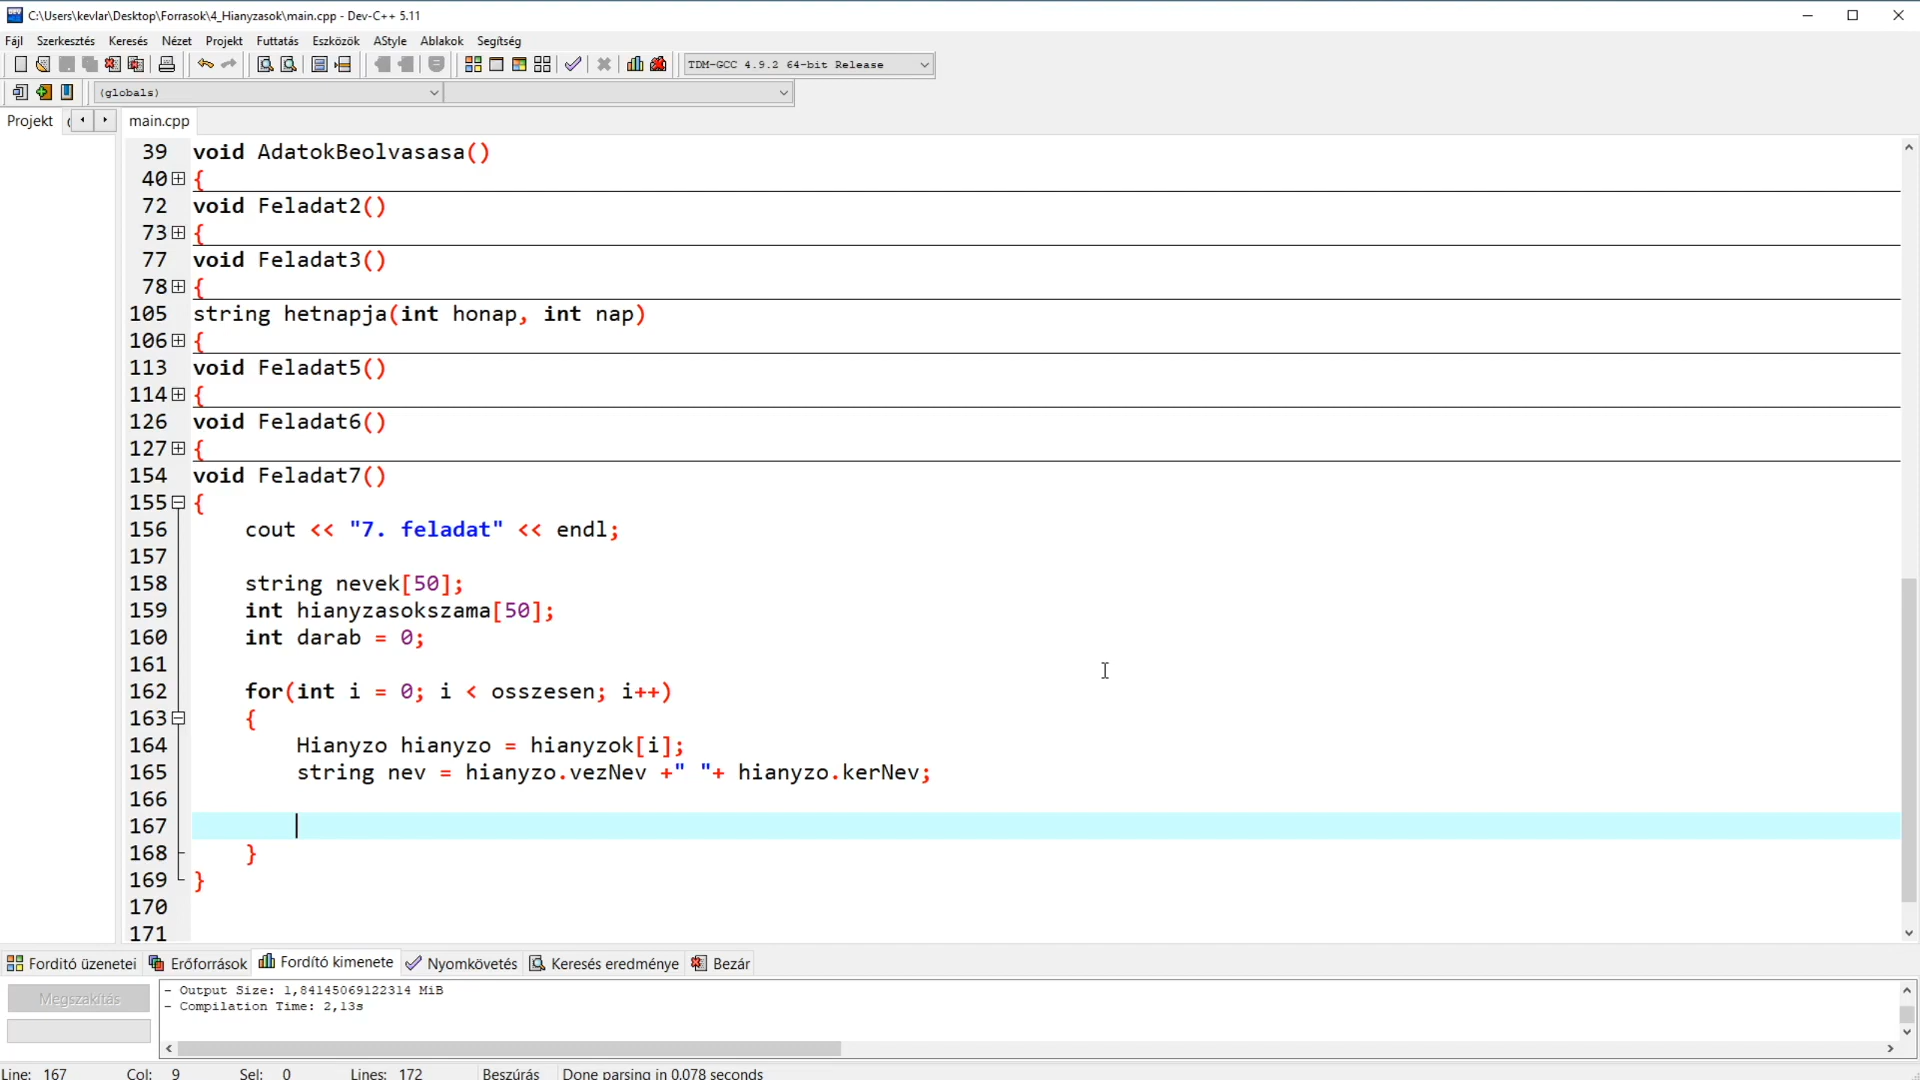 C:\Users\kevlar\Desktop\Forrasok\4_Hianyzasok\main.cpp - Dev-C++ 5.11
Fájl Szerkesztés Keresés Nézet Projekt Futtatás Eszközök AStyle Ablakok Segítség
TDM-GCC 4.9.2 64-bit Release
(globals)
Projekt main.cpp
39 void AdatokBeolvasasa()
40 {
72 void Feladat2()
73 {
77 void Feladat3()
78 {
105 string hetnapja(int honap, int nap)
106 {
113 void Feladat5()
114 {
126 void Feladat6()
127 {
154 void Feladat7()
155 {
156 cout << "7. feladat" << endl;
157
158 string nevek[50];
159 int hianyzasokszama[50];
160 int darab = 0;
161
162 for(int i = 0; i < osszesen; i++)
163 {
164 Hianyzo hianyzo = hianyzok[i];
165 string nev = hianyzo.vezNev +" "+ hianyzo.kerNev;
166
167
168 }
169 }
170
171
Fordító üzenetei Erőforrások Fordító kimenete Nyomkövetés Keresés eredménye Bezár
Megszakítás
- Output Size: 1,84145069122314 MiB
- Compilation Time: 2,13s
Line: 167 Col: 9 Sel: 0 Lines: 172 Beszúrás Done parsing in 0,078 seconds